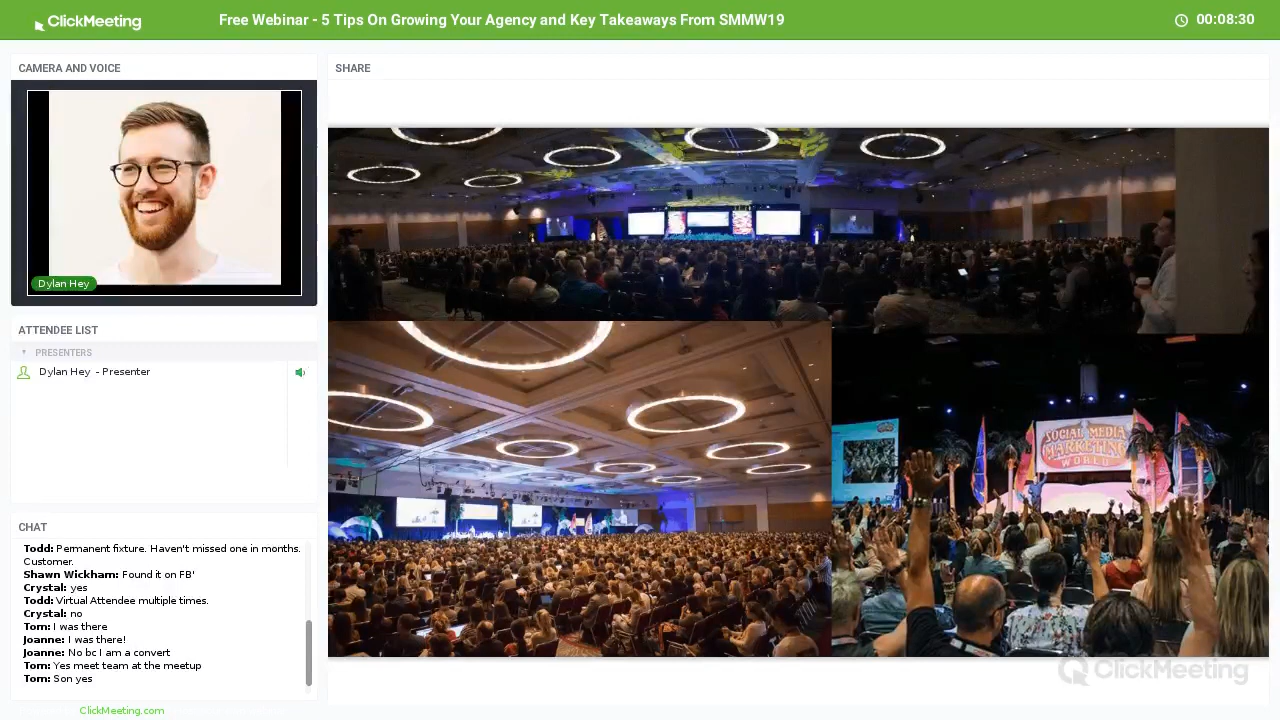 ClickMeeting
Free Webinar - 5 Tips On Growing Your Agency and Key Takeaways From SMMW19
00:08:30
CAMERA AND VOICE
SHARE
Dylan Hey
ATTENDEE LIST
PRESENTERS
Dylan Hey - Presenter
SOCIAL MEDIA
MARKETING
WORLD
CHAT
Todd: Permanent fixture. Haven't missed one in months.
Customer.
Shawn Wickham: Found it on FB'
Crystal: yes
Todd: Virtual Attendee multiple times.
Crystal: no
Tom: I was there
Joanne: I was there!
Joanne: No bc I am a convert
Tom: Yes meet team at the meetup
Tom: Son yes
ClickMeeting
ClickMeeting.com